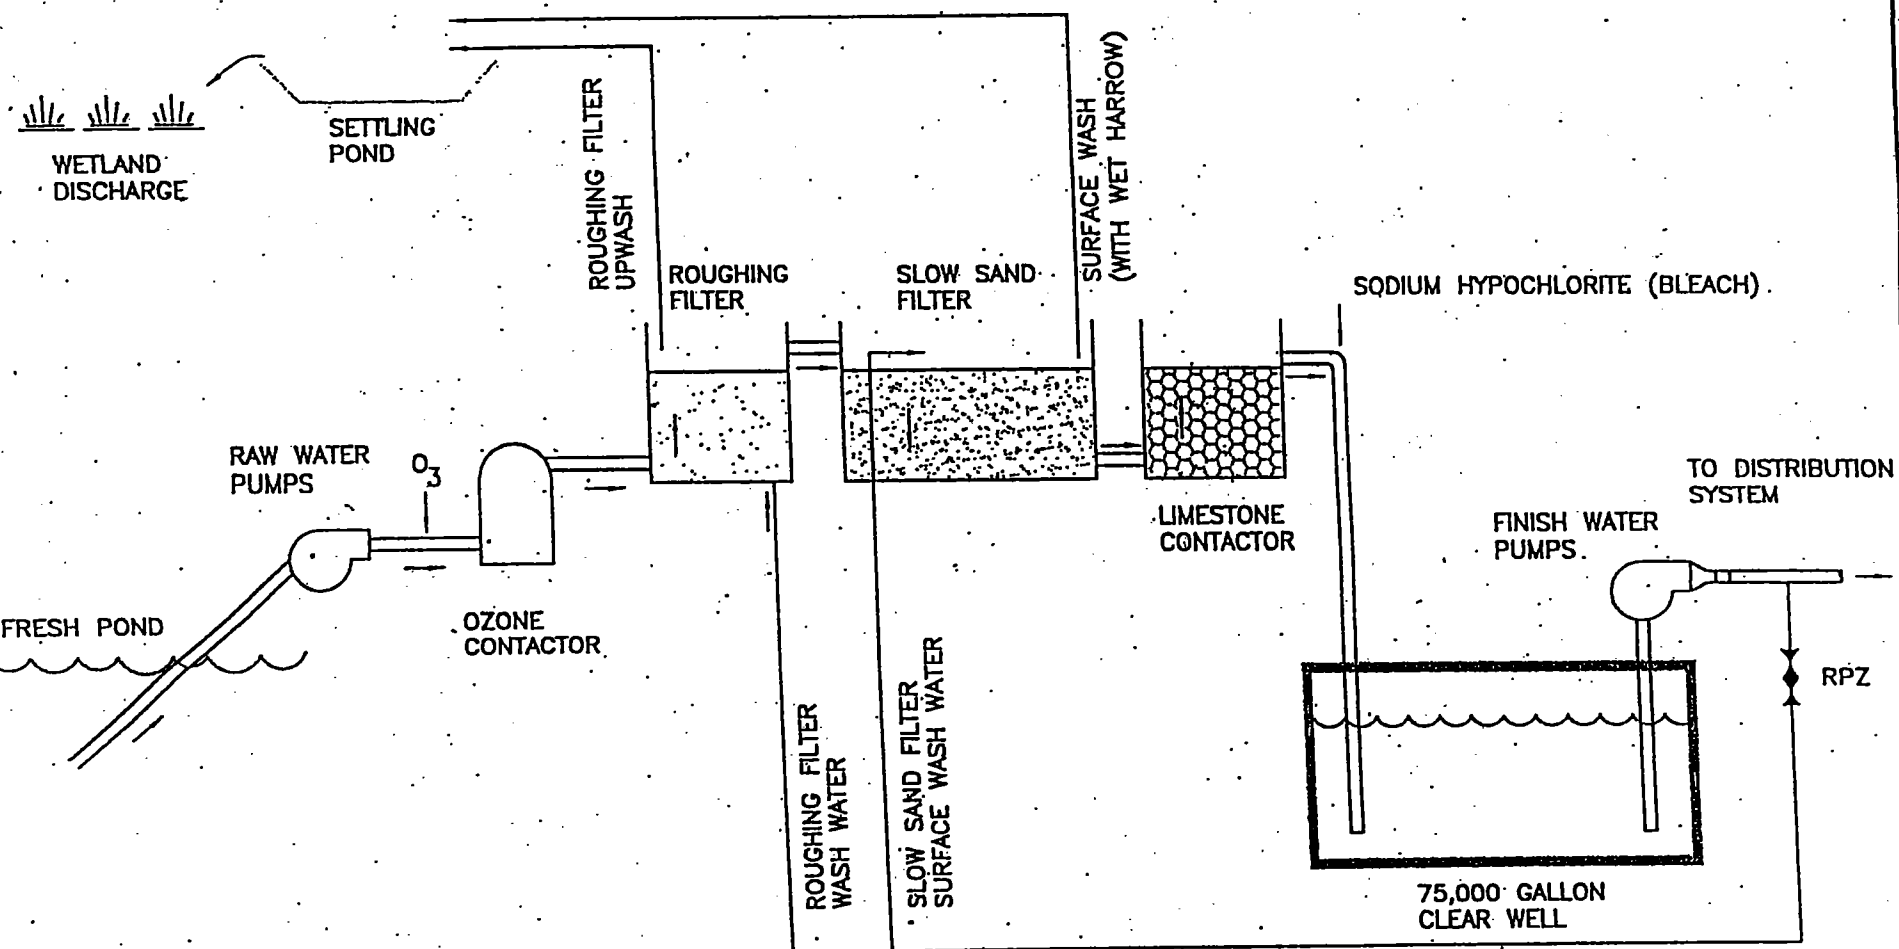 WETLAND
DISCHARGE
SETTLING
POND
ROUGHING FILTER
UPWASH
SURFACE WASH
(WITH WET HARROW)
ROUGHING
FILTER
SLOW SAND
FILTER
SODIUM HYPOCHLORITE (BLEACH)
RAW WATER
PUMPS
O3
LIMESTONE
CONTACTOR
TO DISTRIBUTION
SYSTEM
FINISH WATER
PUMPS
FRESH POND
OZONE
CONTACTOR
RPZ
ROUGHING FILTER
WASH WATER
SLOW SAND FILTER
SURFACE WASH WATER
75,000 GALLON
CLEAR WELL